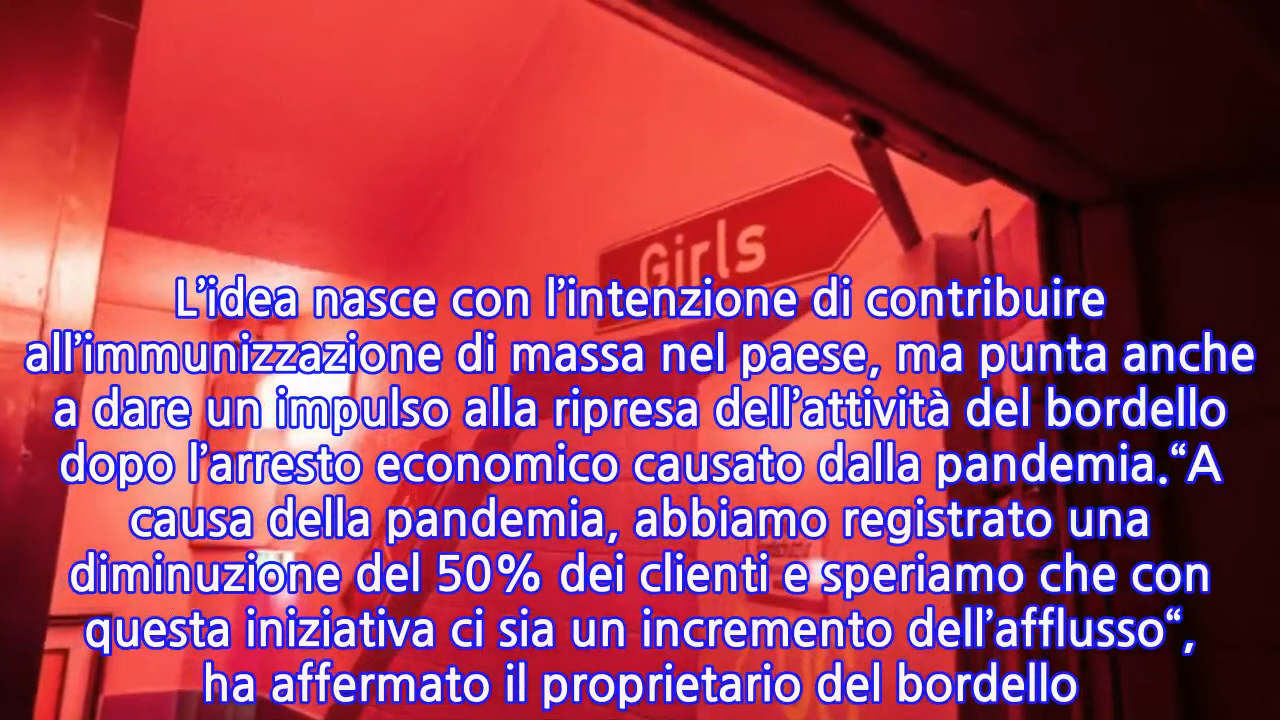 Girls
L’idea nasce con l’intenzione di contribuire
all’immunizzazione di massa nel paese, ma punta anche
a dare un impulso alla ripresa dell’attività del bordello
dopo l’arresto economico causato dalla pandemia.“A
causa della pandemia, abbiamo registrato una
diminuzione del 50% dei clienti e speriamo che con
questa iniziativa ci sia un incremento dell’afflusso“,
ha affermato il proprietario del bordello